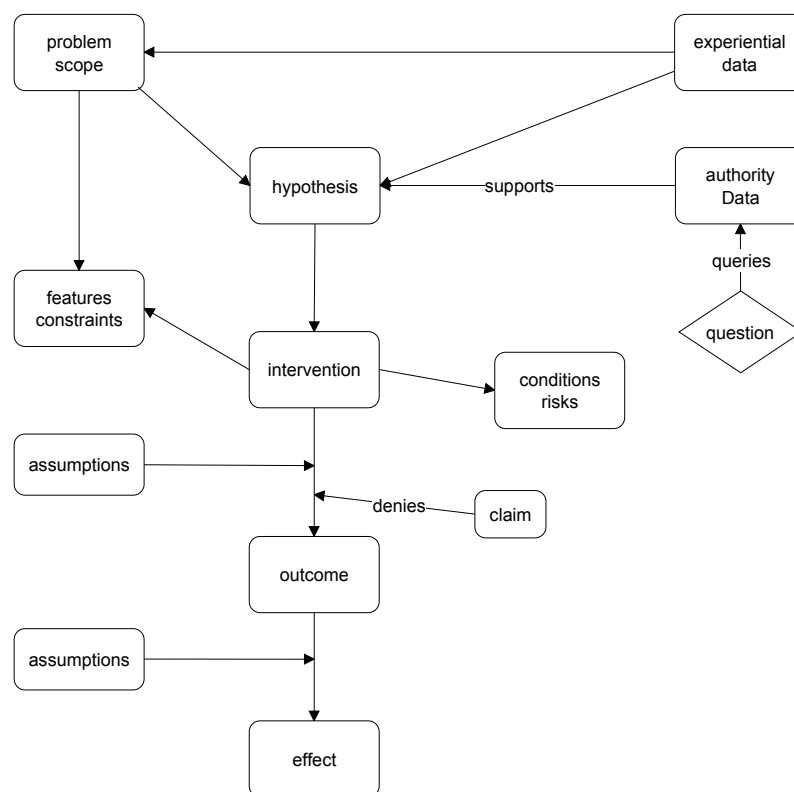 problem
scope
experiential
data
hypothesis
supports
authority
Data
queries
features
constraints
question
intervention
conditions
risks
assumptions
denies
claim
outcome
assumptions
effect